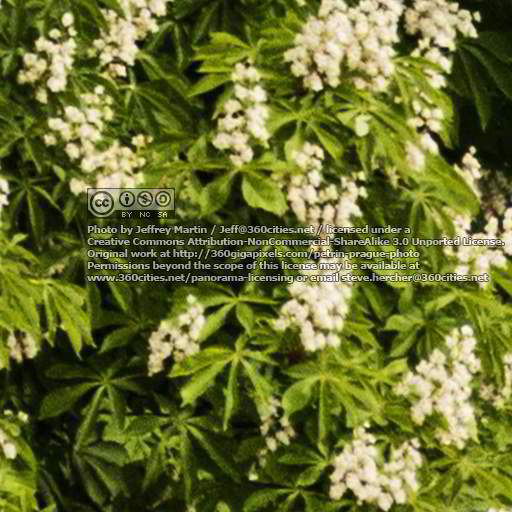 cc
BY NC SA
Photo by Jeffrey Martin / Jeff@360cities.net / licensed under a
Creative Commons Attribution-NonCommercial-ShareAlike 3.0 Unported License.
Original work at http://360gigapixels.com/petrin-prague-photo
Permissions beyond the scope of this license may be available at
www.360cities.net/panorama-licensing or email steve.hercher@360cities.net